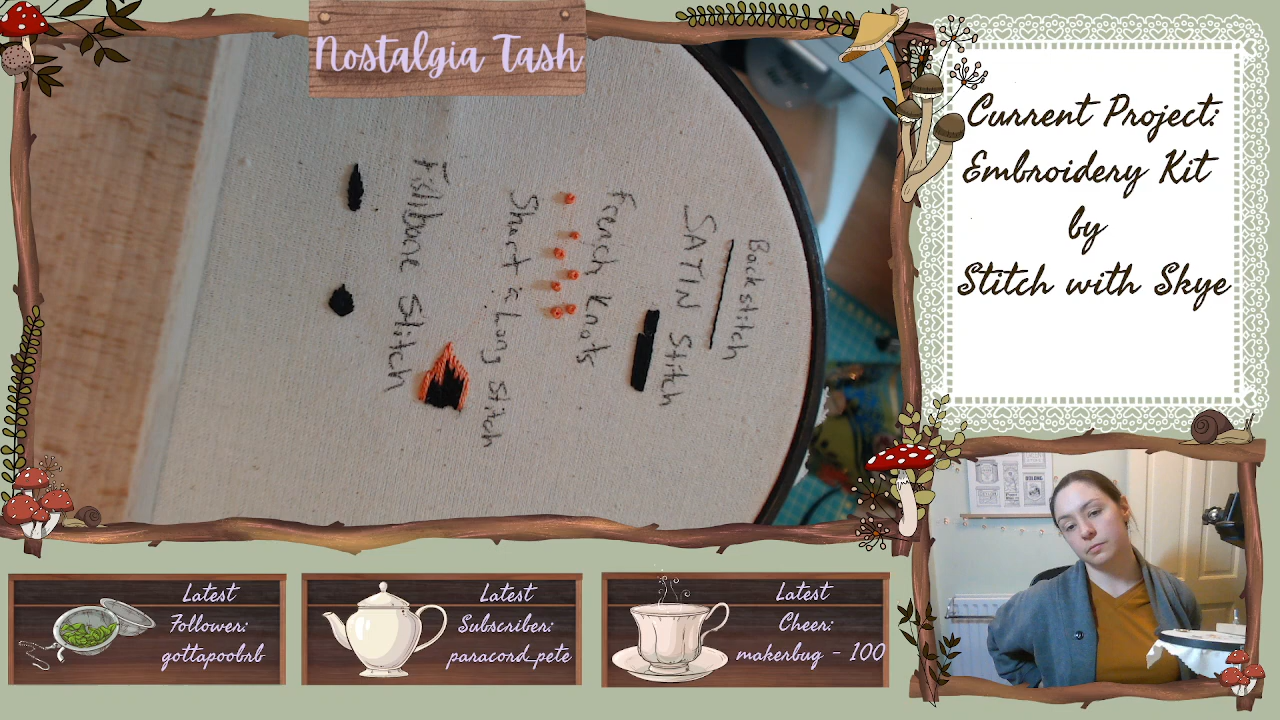 Nostalgia Tash
Current Project:
Embroidery Kit
by
Stitch with Skye
Backstitch
SATIN Stitch
French Knots
Short & Long Stitch
Fishbone Stitch
Latest
Follower:
gottapoobrb
Latest
Subscriber:
paracord_pete
Latest
Cheer:
makerbug - 100